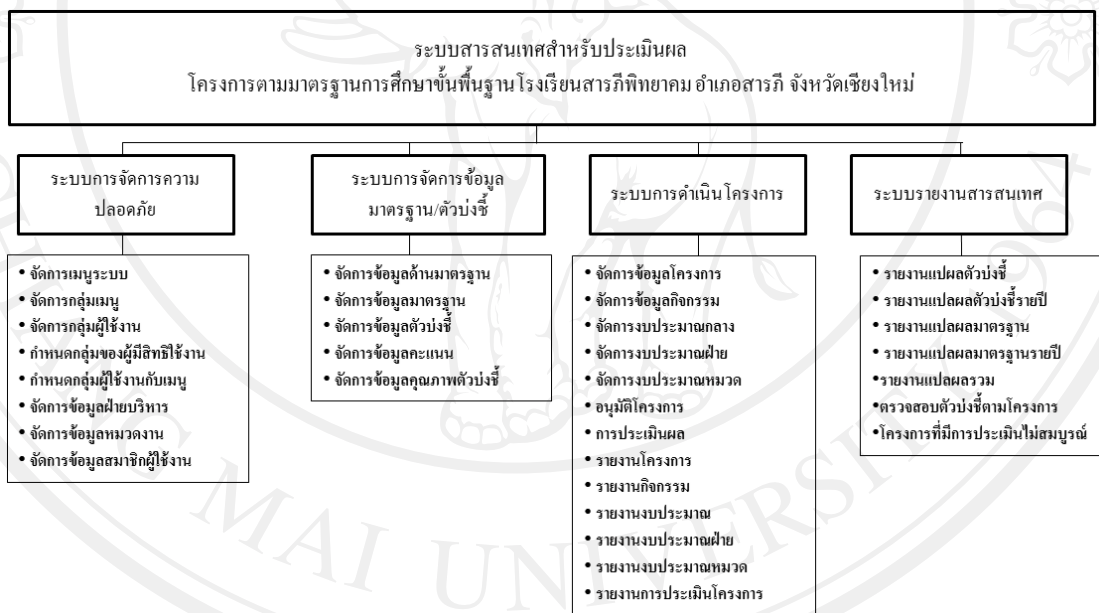 ระบบสารสนเทศสำหรับประเมินผล
โครงการตามมาตรฐานการศึกษาขั้นพื้นฐานโรงเรียนสารภีพิทยาคม อำเภอสารภี จังหวัดเชียงใหม่
ระบบการจัดการความ
ปลอดภัย
• จัดการเมนูระบบ
• จัดการกลุ่มเมนู
• จัดการกลุ่มผู้ใช้งาน
• กำหนดกลุ่มของผู้มีสิทธิใช้งาน
• กำหนดกลุ่มผู้ใช้งานกับเมนู
• จัดการข้อมูลฝ่ายบริหาร
• จัดการข้อมูลหมวดงาน
• จัดการข้อมูลสมาชิกผู้ใช้งาน
ระบบการจัดการข้อมูล
มาตรฐาน/ตัวบ่งชี้
• จัดการข้อมูลด้านมาตรฐาน
• จัดการข้อมูลมาตรฐาน
• จัดการข้อมูลตัวบ่งชี้
• จัดการข้อมูลคะแนน
• จัดการข้อมูลคุณภาพตัวบ่งชี้
ระบบการดำเนินโครงการ
• จัดการข้อมูลโครงการ
• จัดการข้อมูลกิจกรรม
• จัดการงบประมาณกลาง
• จัดการงบประมาณฝ่าย
• จัดการงบประมาณหมวด
• อนุมัติโครงการ
• การประเมินผล
• รายงานโครงการ
• รายงานกิจกรรม
• รายงานงบประมาณ
• รายงานงบประมาณฝ่าย
• รายงานงบประมาณหมวด
• รายงานการประเมินโครงการ
ระบบรายงานสารสนเทศ
• รายงานแปผลตัวบ่งชี้
• รายงานแปลผลตัวบ่งชี้รายปี
• รายงานแปลผลมาตรฐาน
• รายงานแปลผลมาตรฐานรายปี
•รายงานแปลผลรวม
•ตรวจสอบตัวบ่งชี้ตามโครงการ
•โครงการที่มีการประเมินไม่สมบูรณ์
MAI UNIVERSITY 1964